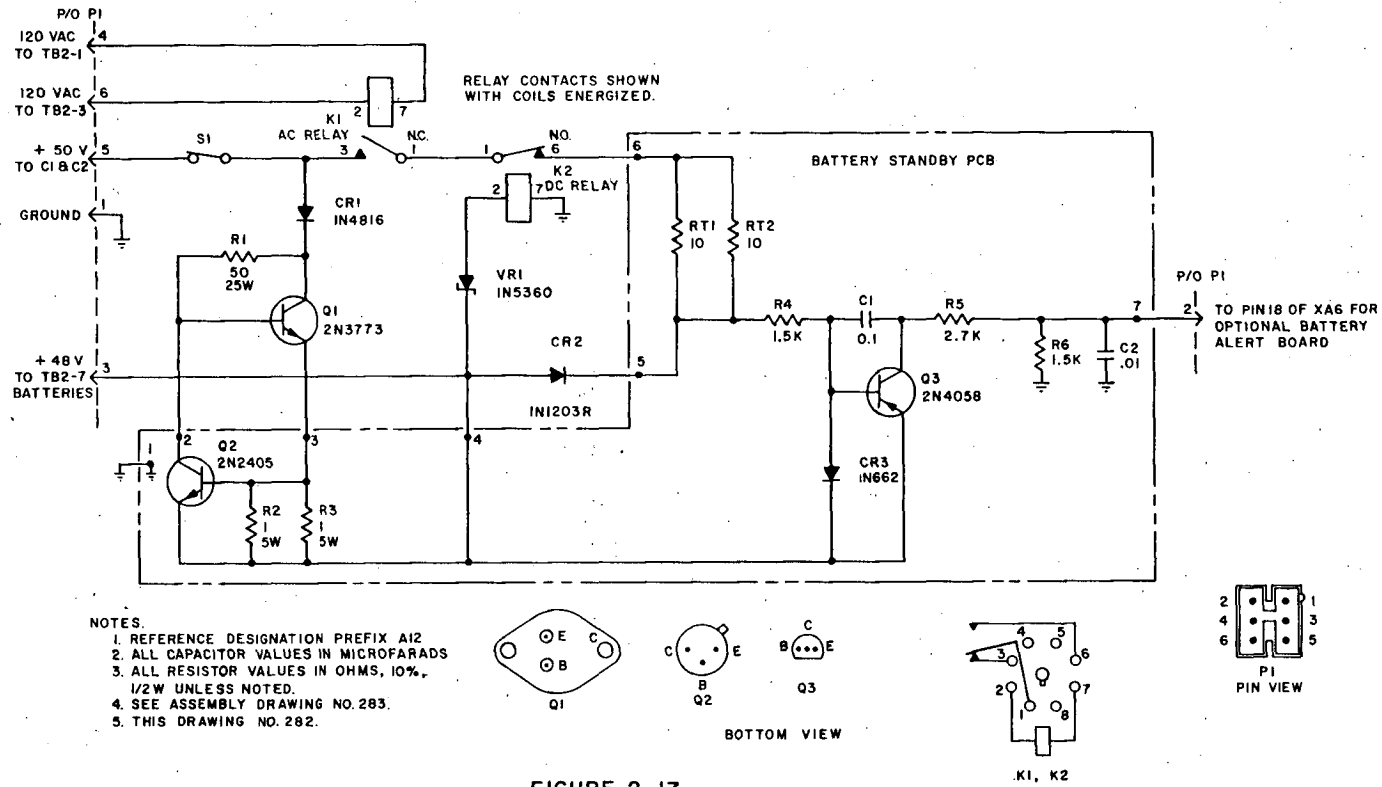 P/O P1
120 VAC
TO TB2-1
4
120 VAC
TO TB2-3
6
2
7
K1
AC RELAY
RELAY CONTACTS SHOWN
WITH COILS ENERGIZED.
+ 50 V
TO C1 & C2
5
S1
3
N.C.
1
1
N.O.
6
6
K2
DC RELAY
2
7
BATTERY STANDBY PCB
GROUND
1
CR1
1N4816
R1
50
25W
Q1
2N3773
VR1
1N5360
RT1
10
RT2
10
R4
1.5K
C1
0.1
R5
2.7K
7
P/O P1
2
TO PIN18 OF XA6 FOR
OPTIONAL BATTERY
ALERT BOARD
R6
1.5K
C2
.01
+ 48 V
TO TB2-7
BATTERIES
3
CR2
1N1203R
5
Q3
2N4058
1
2
3
4
Q2
2N2405
R2
1
5W
R3
1
5W
CR3
1N662
NOTES.
1. REFERENCE DESIGNATION PREFIX A12
2. ALL CAPACITOR VALUES IN MICROFARADS
3. ALL RESISTOR VALUES IN OHMS, 10%,
1/2W UNLESS NOTED.
4. SEE ASSEMBLY DRAWING NO. 283.
5. THIS DRAWING NO. 282.
E
B
C
Q1
C
E
B
Q2
C
B
E
Q3
BOTTOM VIEW
4
5
3
6
2
7
1
8
K1, K2
2
1
4
3
6
5
P1
PIN VIEW